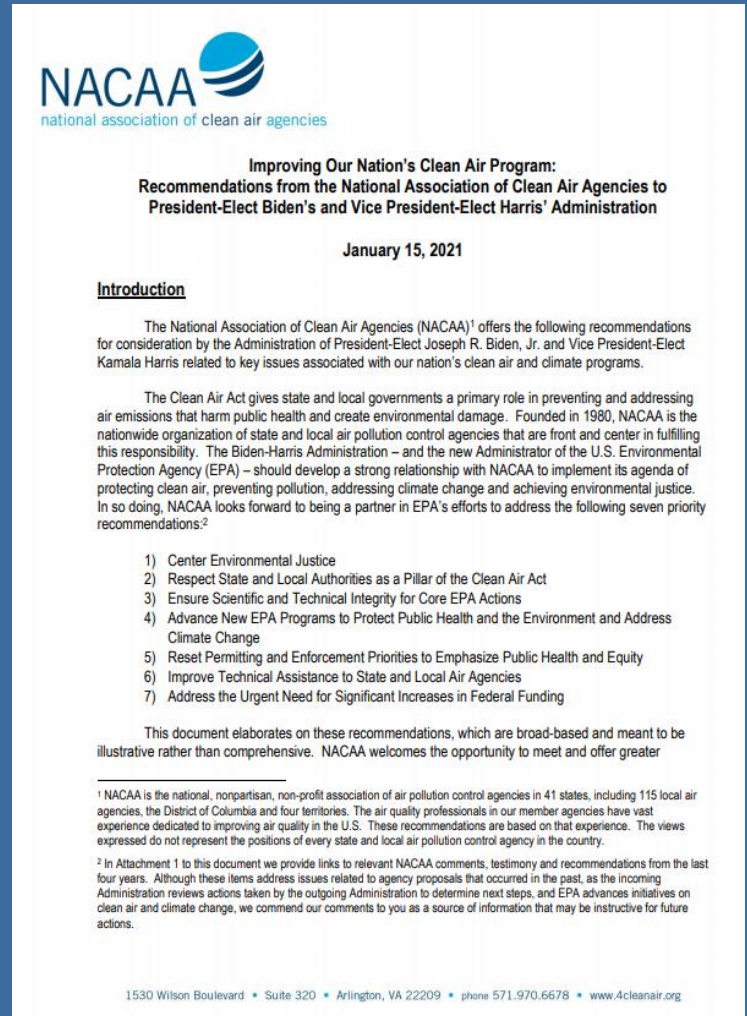 NACAA
national association of clean air agencies
Improving Our Nation's Clean Air Program:
Recommendations from the National Association of Clean Air Agencies to
President-Elect Biden's and Vice President-Elect Harris' Administration
January 15, 2021
Introduction
The National Association of Clean Air Agencies (NACAA)1 offers the following recommendations
for consideration by the Administration of President-Elect Joseph R. Biden, Jr. and Vice President-Elect
Kamala Harris related to key issues associated with our nation's clean air and climate programs.
The Clean Air Act gives state and local governments a primary role in preventing and addressing
air emissions that harm public health and create environmental damage. Founded in 1980, NACAA is the
nationwide organization of state and local air pollution control agencies that are front and center in fulfilling
this responsibility. The Biden-Harris Administration – and the new Administrator of the U.S. Environmental
Protection Agency (EPA) – should develop a strong relationship with NACAA to implement its agenda of
protecting clean air, preventing pollution, addressing climate change and achieving environmental justice.
In so doing, NACAA looks forward to being a partner in EPA's efforts to address the following seven priority
recommendations:2
1) Center Environmental Justice
2) Respect State and Local Authorities as a Pillar of the Clean Air Act
3) Ensure Scientific and Technical Integrity for Core EPA Actions
4) Advance New EPA Programs to Protect Public Health and the Environment and Address
Climate Change
5) Reset Permitting and Enforcement Priorities to Emphasize Public Health and Equity
6) Improve Technical Assistance to State and Local Air Agencies
7) Address the Urgent Need for Significant Increases in Federal Funding
This document elaborates on these recommendations, which are broad-based and meant to be
illustrative rather than comprehensive. NACAA welcomes the opportunity to meet and offer greater
1 NACAA is the national, nonpartisan, non-profit association of air pollution control agencies in 41 states, including 115 local air
agencies, the District of Columbia and four territories. The air quality professionals in our member agencies have vast
experience dedicated to improving air quality in the U.S. These recommendations are based on that experience. The views
expressed do not represent the positions of every state and local air pollution control agency in the country.
2 In Attachment 1 to this document we provide links to relevant NACAA comments, testimony and recommendations from the last
four years. Although these items address issues related to agency proposals that occurred in the past, as the incoming
Administration reviews actions taken by the outgoing Administration to determine next steps, and EPA advances initiatives on
clean air and climate change, we commend our comments to you as a source of information that may be instructive for future
actions.
1530 Wilson Boulevard • Suite 320 • Arlington, VA 22209 • phone 571.970.6678 • www.4cleanair.org